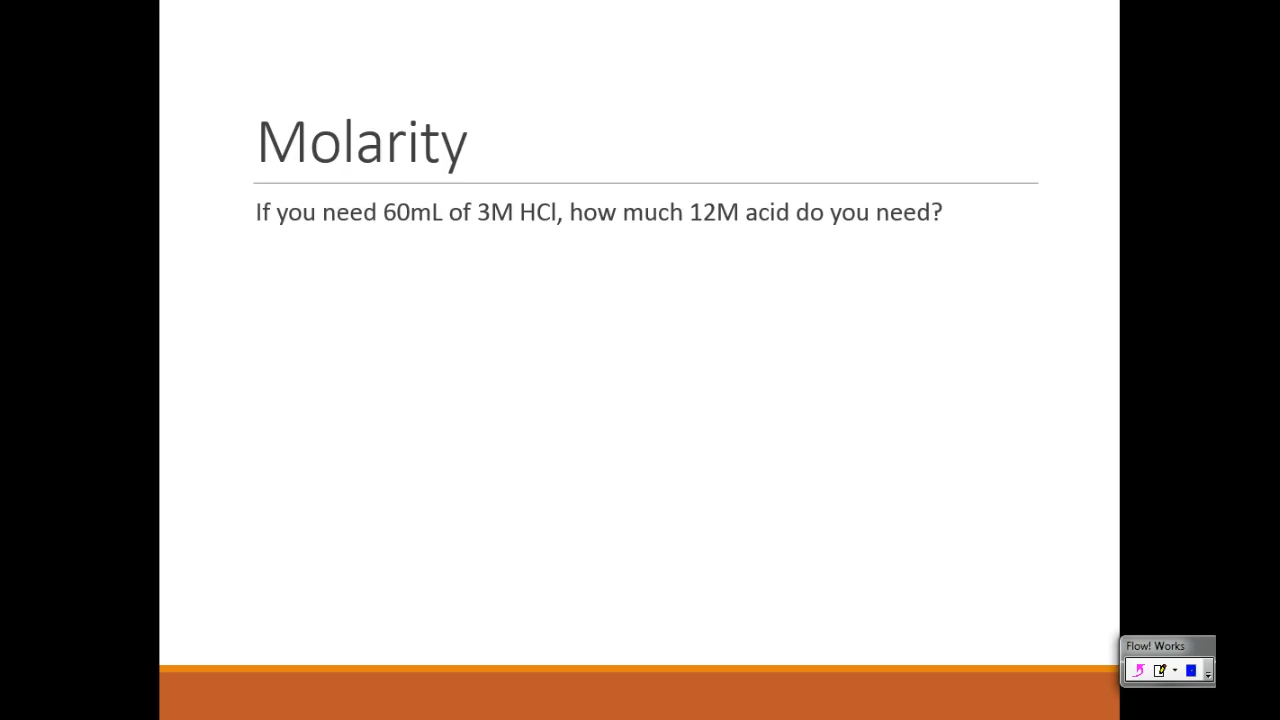 Molarity
If you need 60mL of 3M HCl, how much 12M acid do you need?
Flow! Works